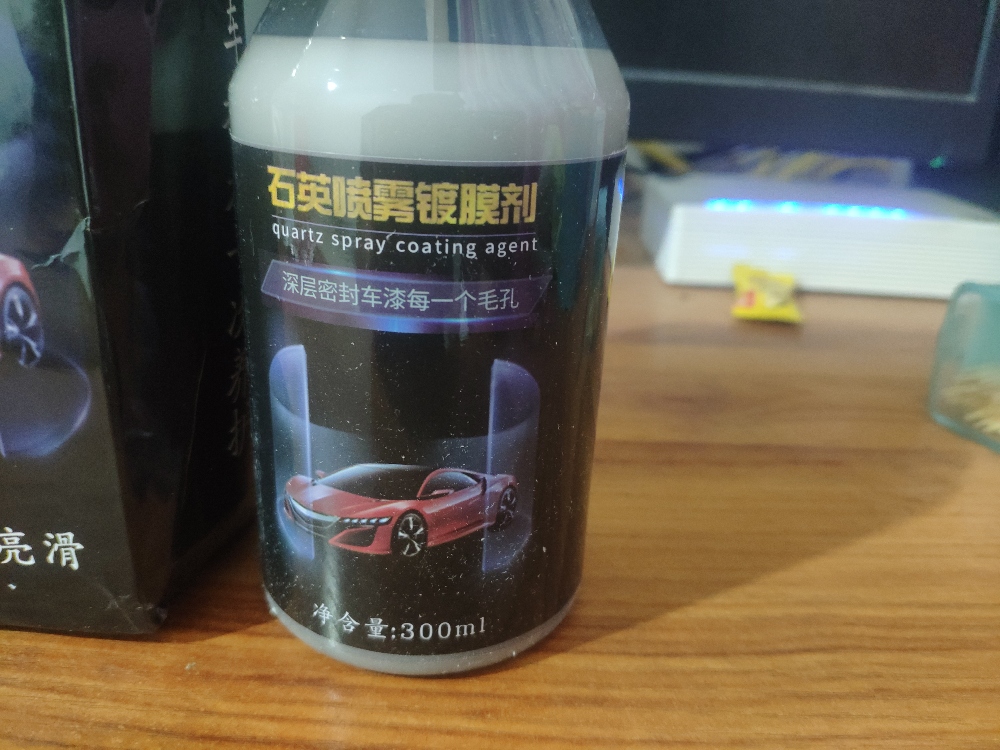 石英喷雾镀膜剂
quartz spray coating agent
深层密封车漆每一个毛孔
净含量:300ml
亮滑